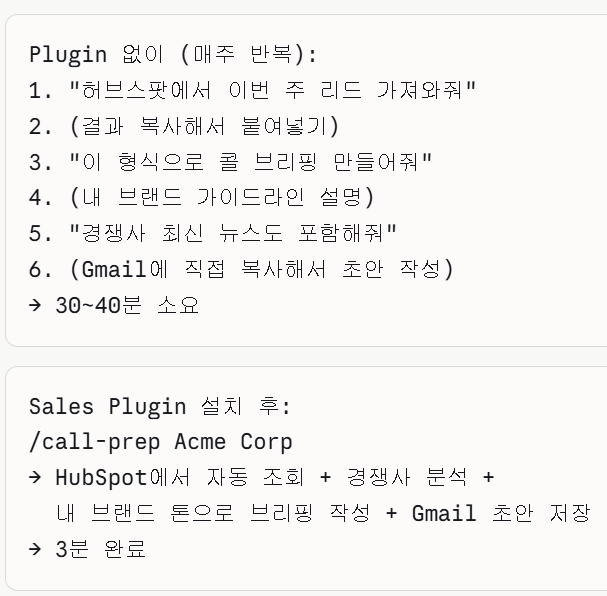 Plugin 없이 (매주 반복):
1. "허브스팟에서 이번 주 리드 가져와줘"
2. (결과 복사해서 붙여넣기)
3. "이 형식으로 콜 브리핑 만들어줘"
4. (내 브랜드 가이드라인 설명)
5. "경쟁사 최신 뉴스도 포함해줘"
6. (Gmail에 직접 복사해서 초안 작성)
→ 30~40분 소요
Sales Plugin 설치 후:
/call-prep Acme Corp
→ HubSpot에서 자동 조회 + 경쟁사 분석 +
내 브랜드 톤으로 브리핑 작성 + Gmail 초안 저장
→ 3분 완료